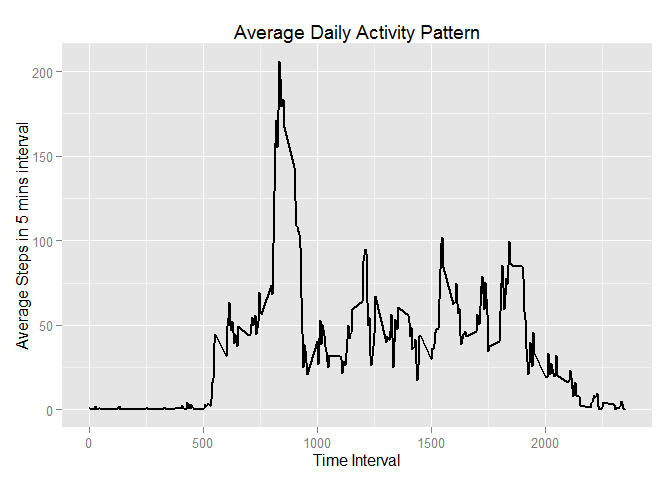 Average Daily Activity Pattern
Average Steps in 5 mins interval
200
150
100
50
0
0 500 1000 1500 2000
Time Interval